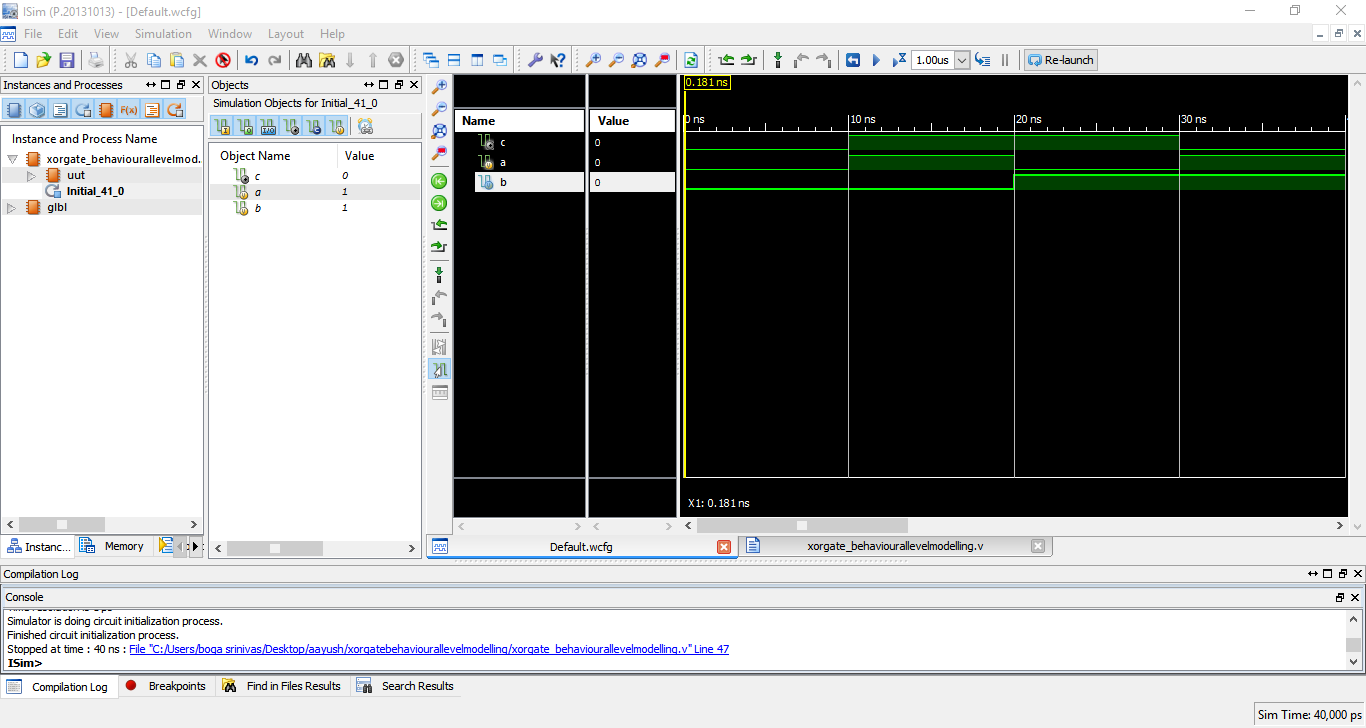 ISim (P.20131013) - [Default.wcfg]
File Edit View Simulation Window Layout Help
1.00us Re-launch
Instances and Processes
Objects
Simulation Objects for Initial_41_0
F(x)
Instance and Process Name
xorgate_behaviourallevelmod.
uut
Initial_41_0
glbl
Object Name Value
c 0
a 1
b 1
Name Value
c 0
a 0
b 0
0.181 ns
0 ns 10 ns 20 ns 30 ns
X1: 0.181 ns
Instanc... Memory
Default.wcfg xorgate_behaviourallevelmodelling.v
Compilation Log
Console
Simulator is doing circuit initialization process.
Finished circuit initialization process.
Stopped at time : 40 ns : File "C:/Users/boga srinivas/Desktop/aayush/xorgatebehaviourallevelmodelling/xorgate_behaviourallevelmodelling.v" Line 47
ISim>
Compilation Log Breakpoints Find in Files Results Search Results
Sim Time: 40,000 ps